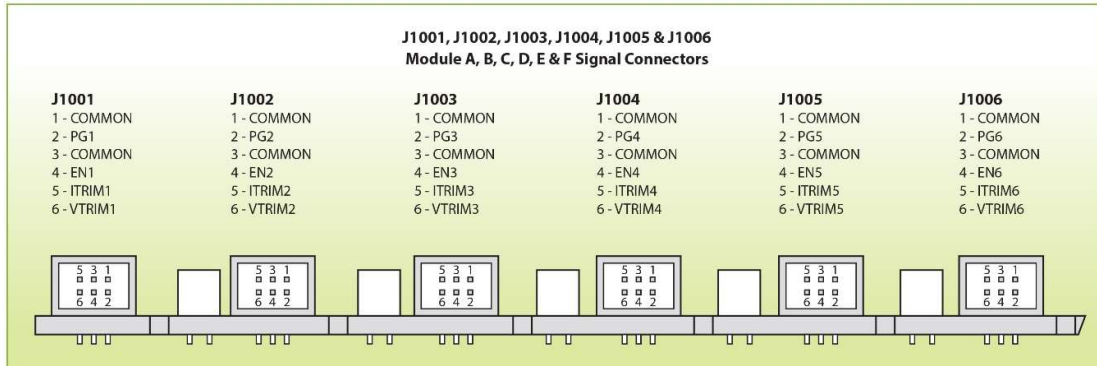 J1001, J1002, J1003, J1004, J1005 & J1006
Module A, B, C, D, E & F Signal Connectors
J1001
1 - COMMON
2 - PG1
3 - COMMON
4 - EN1
5 - ITRIM1
6 - VTRIM1
J1002
1 - COMMON
2 - PG2
3 - COMMON
4 - EN2
5 - ITRIM2
6 - VTRIM2
J1003
1 - COMMON
2 - PG3
3 - COMMON
4 - EN3
5 - ITRIM3
6 - VTRIM3
J1004
1 - COMMON
2 - PG4
3 - COMMON
4 - EN4
5 - ITRIM4
6 - VTRIM4
J1005
1 - COMMON
2 - PG5
3 - COMMON
4 - EN5
5 - ITRIM5
6 - VTRIM5
J1006
1 - COMMON
2 - PG6
3 - COMMON
4 - EN6
5 - ITRIM6
6 - VTRIM6
5 3 1
6 4 2
5 3 1
6 4 2
5 3 1
6 4 2
5 3 1
6 4 2
5 3 1
6 4 2
5 3 1
6 4 2